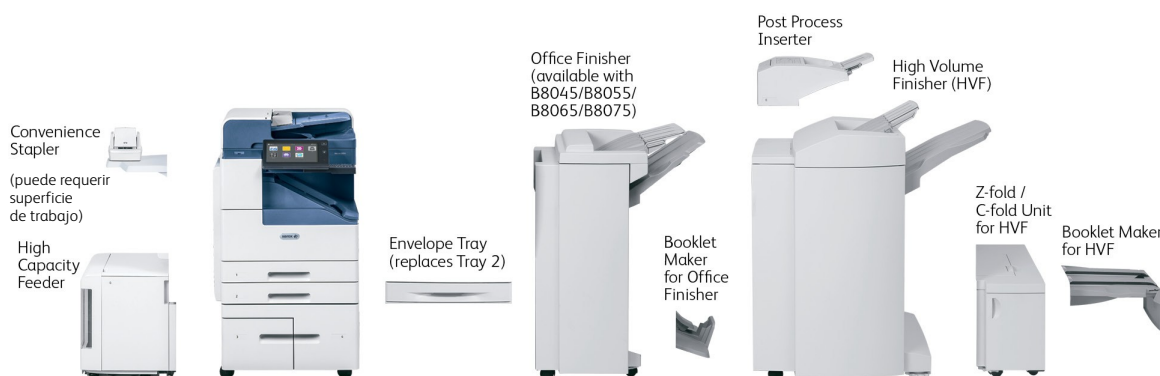 Convenience
Stapler
(puede requerir
superficie
de trabajo)
High
Capacity
Feeder
xerox
Envelope Tray
(replaces Tray 2)
Office Finisher
(available with
B8045/B8055/
B8065/B8075)
Booklet
Maker
for Office
Finisher
Post Process
Inserter
High Volume
Finisher (HVF)
Z-fold /
C-fold Unit
for HVF
Booklet Maker
for HVF